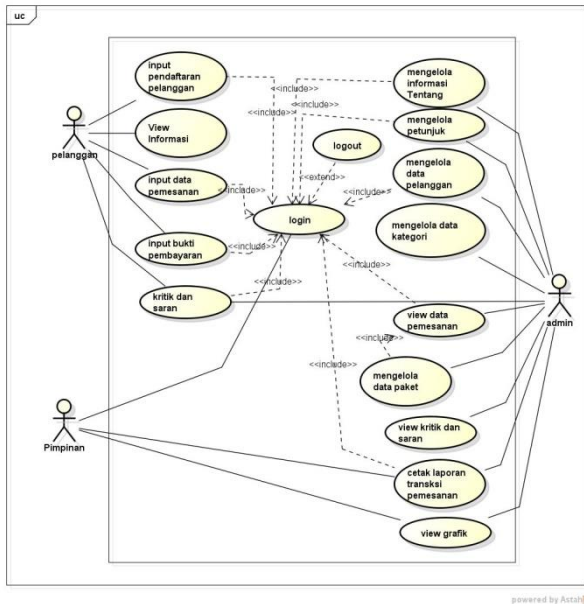 uc
input
pendaftaran
pelanggan
<<include>>
<<include>>
<<include>>
mengelola
informasi
Tentang
mengelola
petunjuk
pelanggan
View
Informasi
logout
mengelola
data
pelanggan
input data
pemesanan
<<include>>
<<extend>>
<<include>>
login
mengelola data
kategori
input bukti
pembayaran
<<include>>
<<include>>
<<include>>
kritik dan
saran
admin
view data
pemesanan
<<include>>
<<include>>
mengelola
data paket
Pimpinan
view kritik dan
saran
cetak laporan
transksi
pemesanan
view grafik
powered by Astah